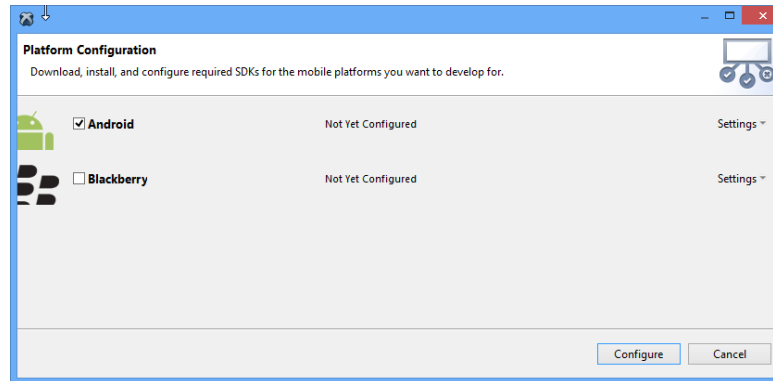 Platform Configuration
Download, install, and configure required SDKs for the mobile platforms you want to develop for.
Android Not Yet Configured Settings
Blackberry Not Yet Configured Settings
Configure Cancel